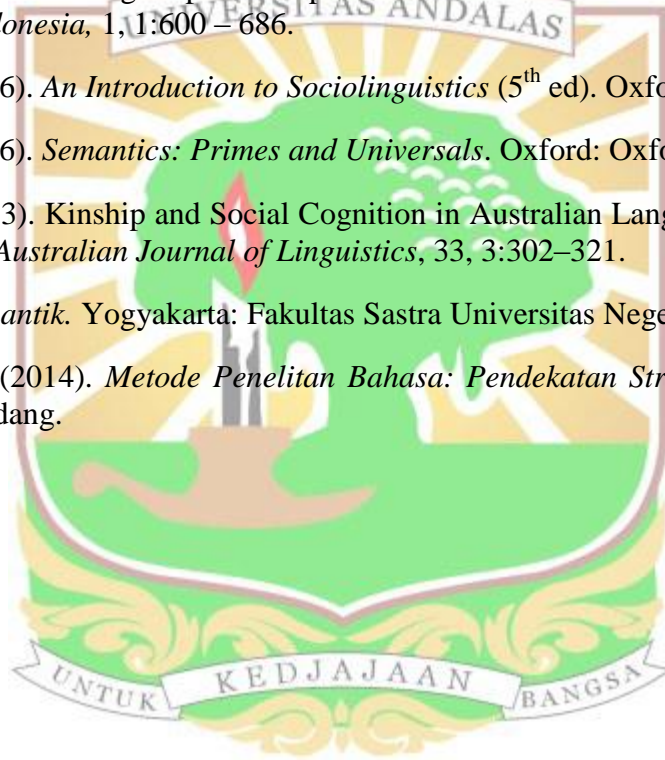 donesia, 1, 1:600 – 686.
UNIVERSITAS ANDALAS
6). An Introduction to Sociolinguistics (5th ed). Oxfo
6). Semantics: Primes and Universals. Oxford: Oxfo
3). Kinship and Social Cognition in Australian Lang
Australian Journal of Linguistics, 33, 3:302–321.
antik. Yogyakarta: Fakultas Sastra Universitas Nege
(2014). Metode Penelitan Bahasa: Pendekatan Str
dang.
UNTUK KEDJAJAAN BANGSA